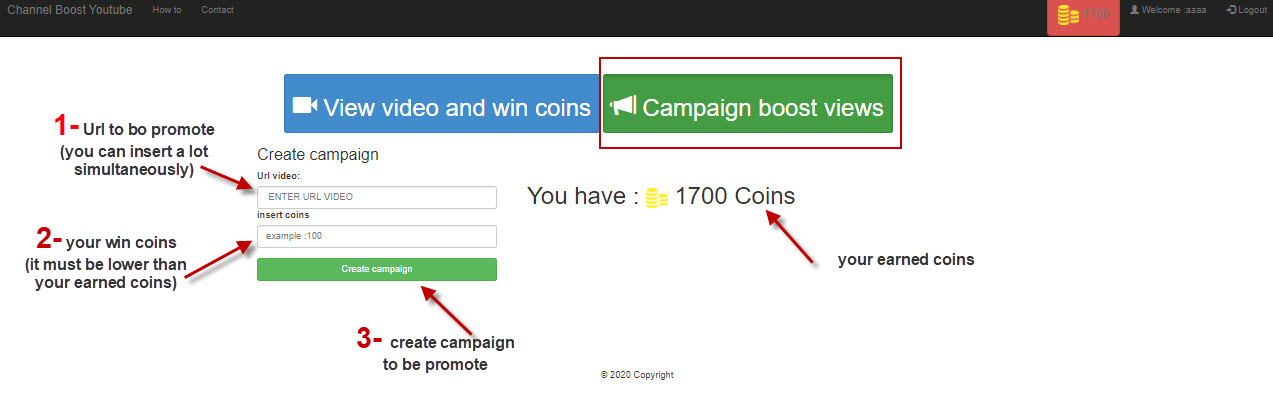 Channel Boost Youtube How to Contact 1700 Welcome :aaaa Logout
View video and win coins Campaign boost views
1- Url to bo promote
(you can insert a lot
simultaneously)
Create campaign
Url video:
ENTER URL VIDEO
insert coins
example :100
Create campaign
You have : 1700 Coins
2- your win coins
(it must be lower than
your earned coins)
your earned coins
3- create campaign
to be promote
© 2020 Copyright